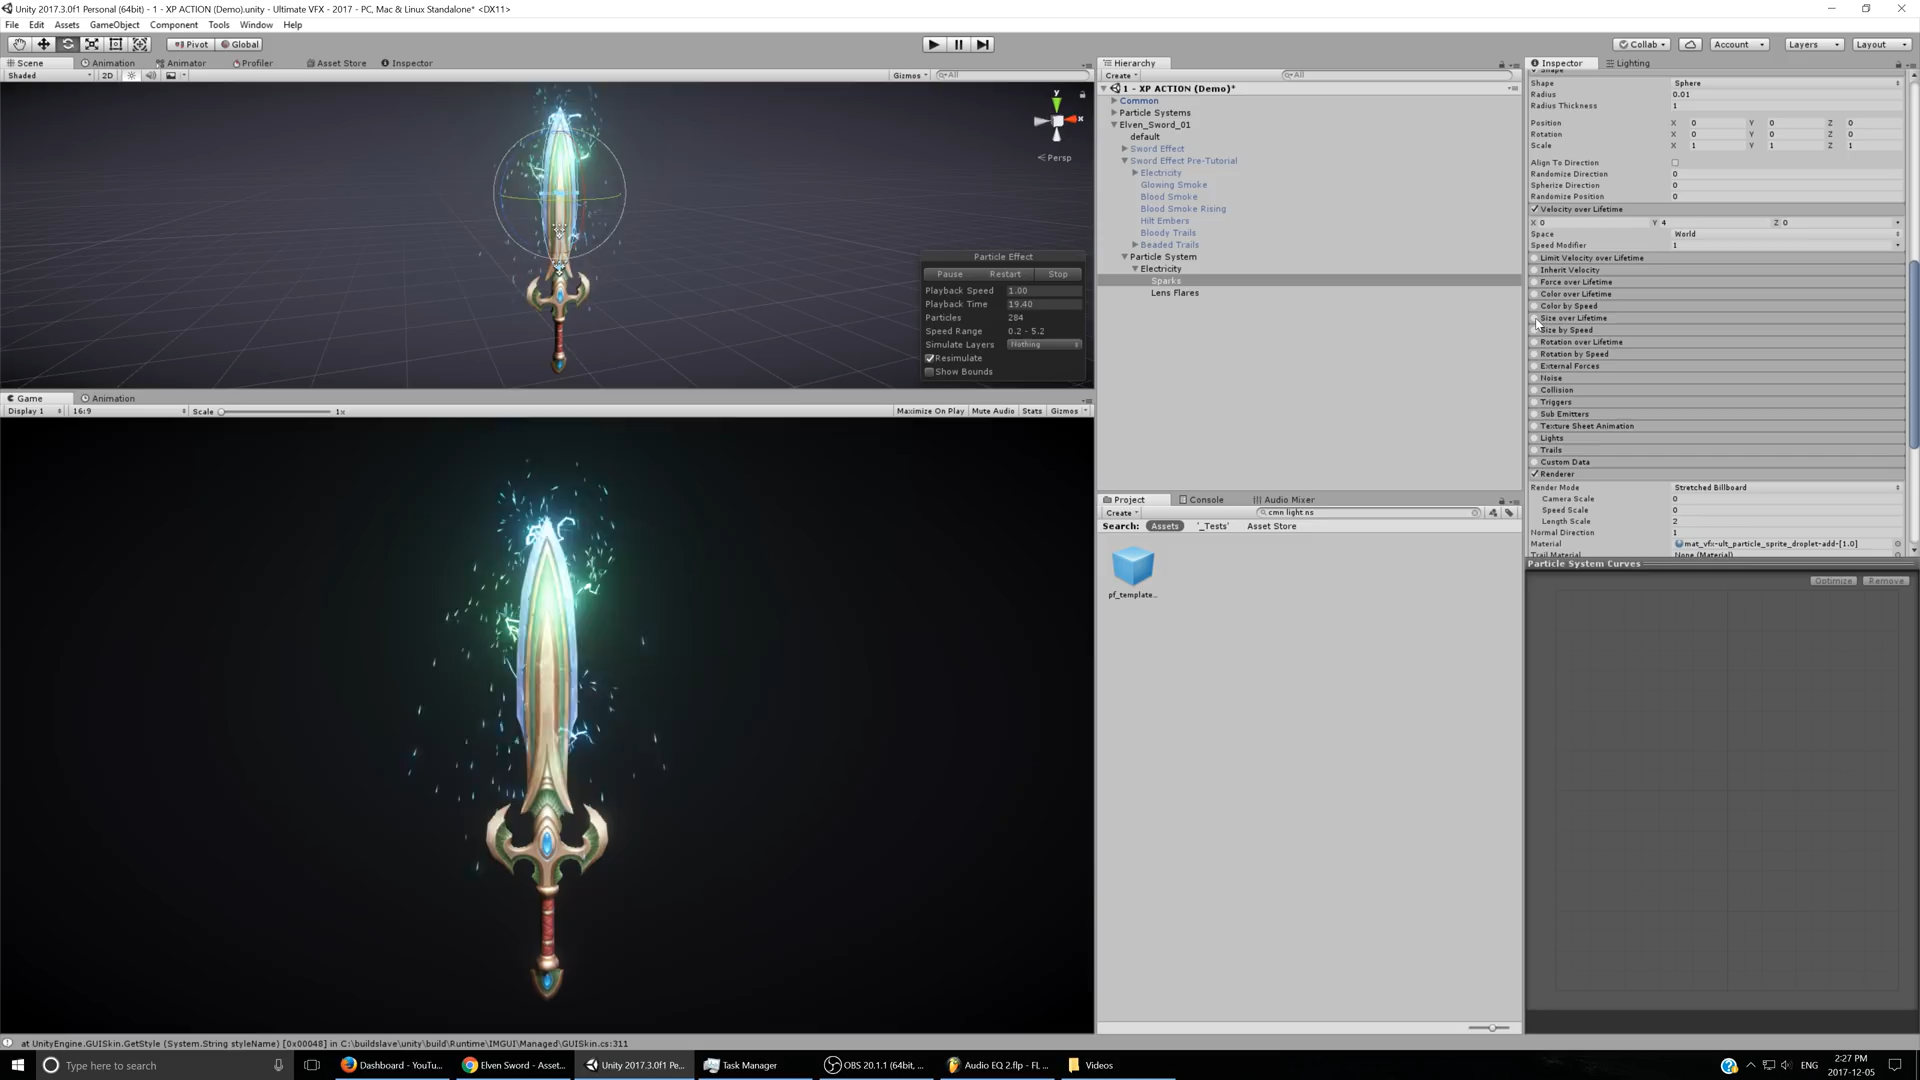 Unity 2017.3.0f1 Personal (64bit) - 1 - XP ACTION (Demo).unity - Ultimate VFX - 2017 - PC, Mac & Linux Standalone* <DX11>
File Edit Assets GameObject Component Tools Window Help
Pivot Global Collab Account Layers Layout
Scene Animation Animator Profiler Asset Store Inspector
Shaded 2D Gizmos All
y
x
Persp
Particle Effect
Pause Restart Stop
Playback Speed 1.00
Playback Time 19.40
Particles 284
Speed Range 0.2 - 5.2
Simulate Layers Nothing
Resimulate
Show Bounds
Game Animation
Display 1 16:9 Scale 1x Maximize On Play Mute Audio Stats Gizmos
Hierarchy
Create All
1 - XP ACTION (Demo)*
Common
Particle Systems
Elven_Sword_01
default
Sword Effect
Sword Effect Pre-Tutorial
Electricity
Glowing Smoke
Blood Smoke
Blood Smoke Rising
Hilt Embers
Bloody Trails
Beaded Trails
Particle System
Electricity
Sparks
Lens Flares
Project Console Audio Mixer
Create cmn light ns
Search: Assets '_Tests' Asset Store
pf_template...
Inspector Lighting
Shape
Shape Sphere
Radius 0.01
Radius Thickness 1
Position X 0 Y 0 Z 0
Rotation X 0 Y 0 Z 0
Scale X 1 Y 1 Z 1
Align To Direction
Randomize Direction 0
Spherize Direction 0
Randomize Position 0
Velocity over Lifetime
X 0 Y 4 Z 0
Space World
Speed Modifier 1
Limit Velocity over Lifetime
Inherit Velocity
Force over Lifetime
Color over Lifetime
Color by Speed
Size over Lifetime
Size by Speed
Rotation over Lifetime
Rotation by Speed
External Forces
Noise
Collision
Triggers
Sub Emitters
Texture Sheet Animation
Lights
Trails
Custom Data
Renderer
Render Mode Stretched Billboard
Camera Scale 0
Speed Scale 0
Length Scale 2
Normal Direction 1
Material mat_vfx-ult_particle_sprite_droplet-add-[1.0]
Trail Material None (Material)
Particle System Curves
Optimize Remove
at UnityEngine.GUISkin.GetStyle (System.String styleName) [0x00048] in C:\buildslave\unity\build\Runtime\IMGUI\Managed\GUISkin.cs:311
Type here to search
Dashboard - YouTu...
Elven Sword - Asset...
Unity 2017.3.0f1 Pe...
Task Manager
OBS 20.1.1 (64bit, ...
Audio EQ 2.flp - FL ...
Videos
ENG
2:27 PM
2017-12-05